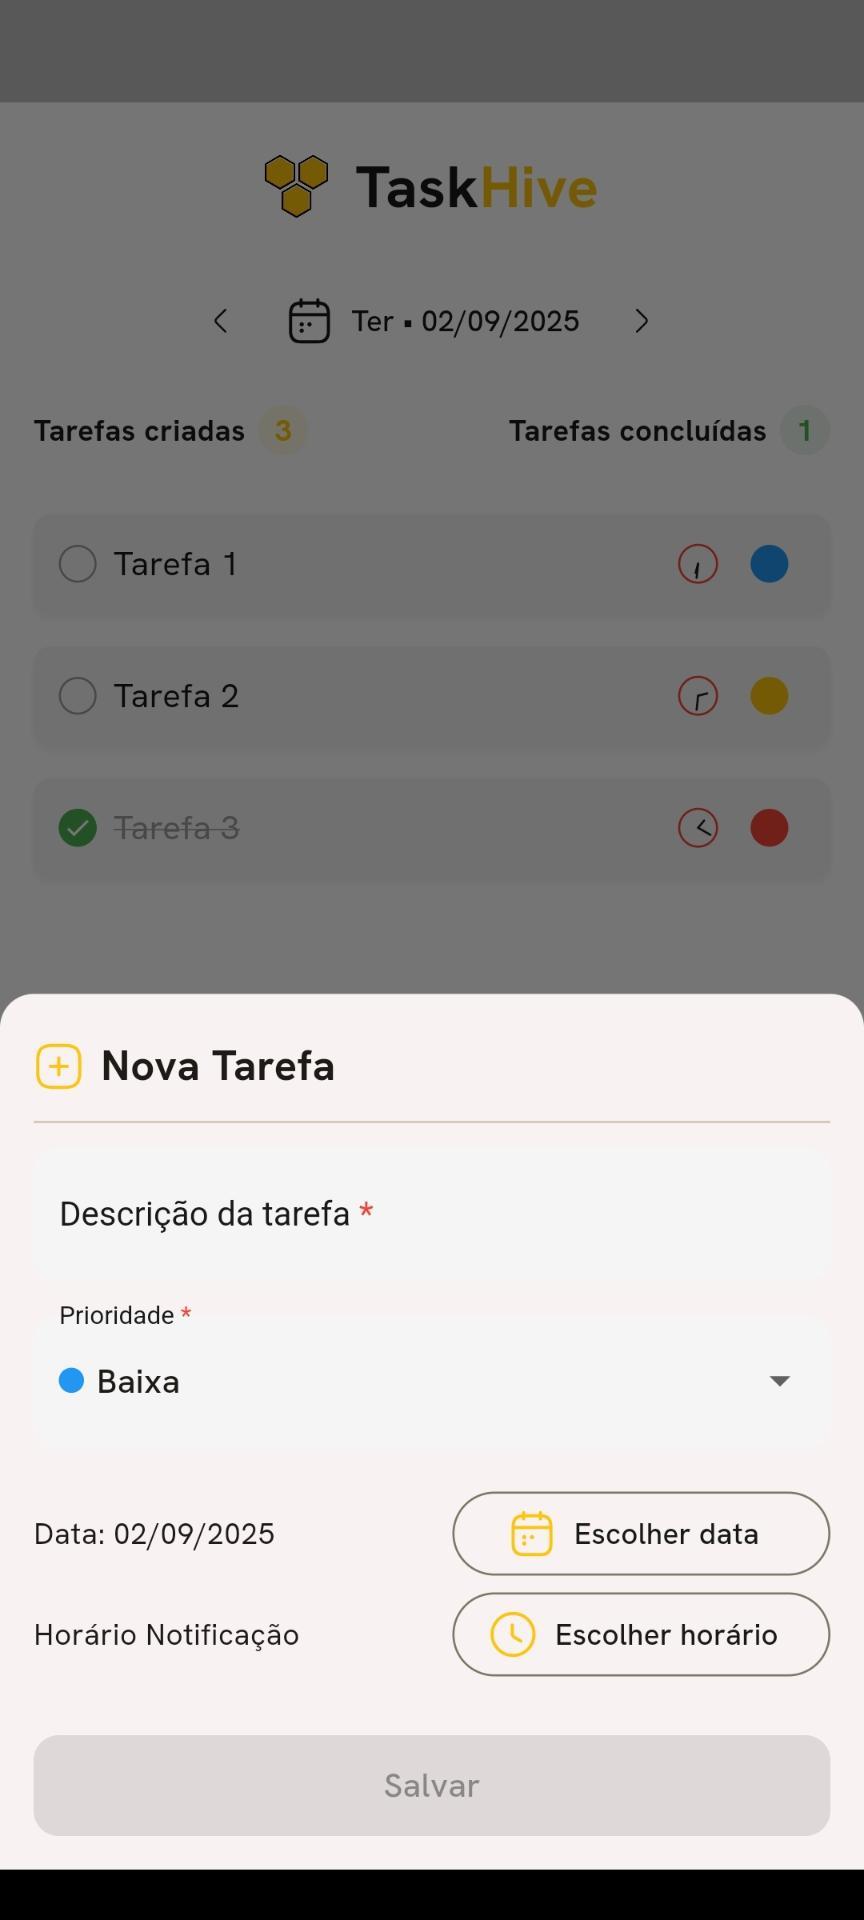 TaskHive
Ter ▪ 02/09/2025
Tarefas criadas 3
Tarefas concluídas 1
Tarefa 1
Tarefa 2
Tarefa 3
Nova Tarefa
Descrição da tarefa *
Prioridade *
Baixa
Data: 02/09/2025
Escolher data
Horário Notificação
Escolher horário
Salvar